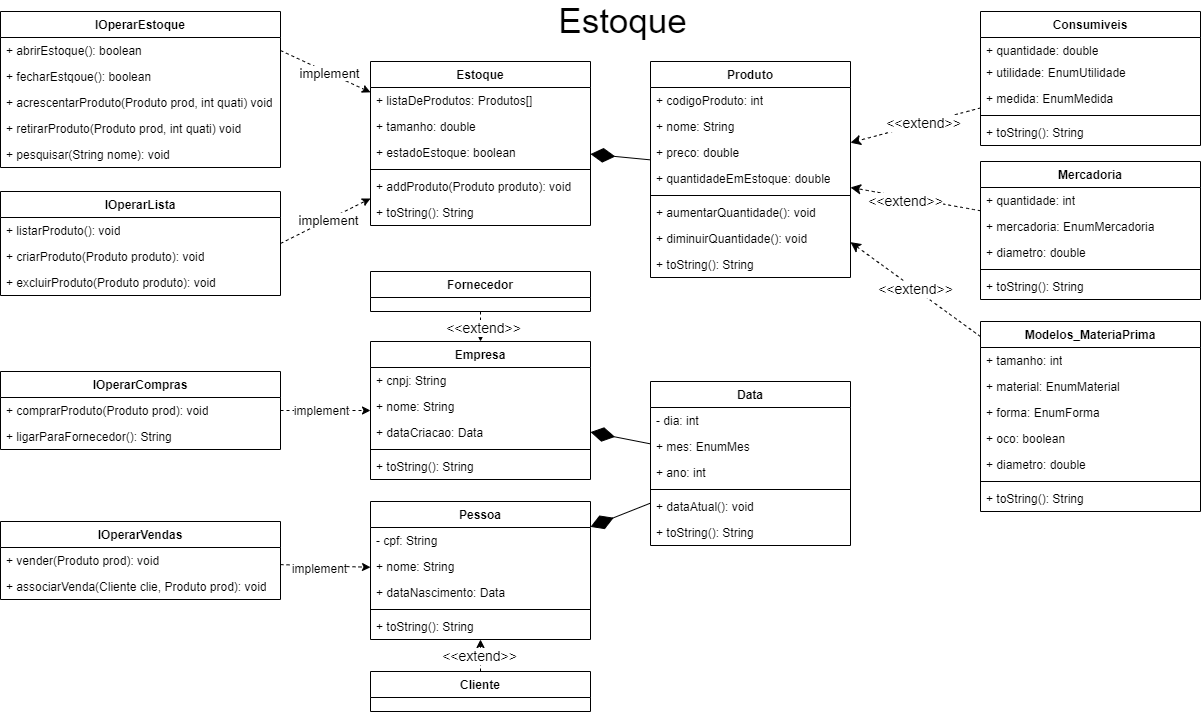 Estoque
IOperarEstoque
+ abrirEstoque(): boolean
+ fecharEstqoue(): boolean
+ acrescentarProduto(Produto prod, int quati) void
+ retirarProduto(Produto prod, int quati) void
+ pesquisar(String nome): void
implement
IOperarLista
+ listarProduto(): void
+ criarProduto(Produto produto): void
+ excluirProduto(Produto produto): void
implement
Estoque
+ listaDeProdutos: Produtos[]
+ tamanho: double
+ estadoEstoque: boolean
+ addProduto(Produto produto): void
+ toString(): String
Produto
+ codigoProduto: int
+ nome: String
+ preco: double
+ quantidadeEmEstoque: double
+ aumentarQuantidade(): void
+ diminuirQuantidade(): void
+ toString(): String
<<extend>>
<<extend>>
<<extend>>
Consumiveis
+ quantidade: double
+ utilidade: EnumUtilidade
+ medida: EnumMedida
+ toString(): String
Mercadoria
+ quantidade: int
+ mercadoria: EnumMercadoria
+ diametro: double
+ toString(): String
Modelos_MateriaPrima
+ tamanho: int
+ material: EnumMaterial
+ forma: EnumForma
+ oco: boolean
+ diametro: double
+ toString(): String
Fornecedor
<<extend>>
Empresa
+ cnpj: String
+ nome: String
+ dataCriacao: Data
+ toString(): String
IOperarCompras
+ comprarProduto(Produto prod): void
+ ligarParaFornecedor(): String
implement
Data
- dia: int
+ mes: EnumMes
+ ano: int
+ dataAtual(): void
+ toString(): String
Pessoa
- cpf: String
+ nome: String
+ dataNascimento: Data
+ toString(): String
IOperarVendas
+ vender(Produto prod): void
+ associarVenda(Cliente clie, Produto prod): void
implement
<<extend>>
Cliente